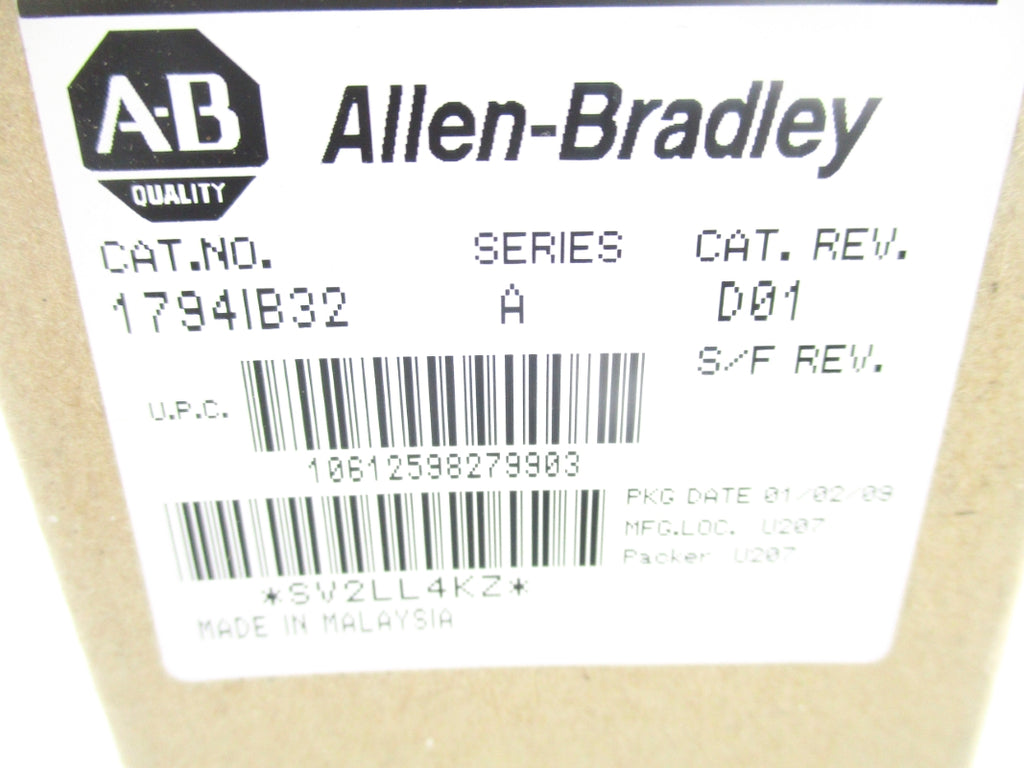 A-B
QUALITY
Allen-Bradley
CAT.NO. SERIES CAT. REV.
1794IB32 A D01
S/F REV.
U.P.C.
10612598279903
PKG DATE 01/02/09
MFG.LOC. U207
Packer U207
*SV2LL4KZ*
MADE IN MALAYSIA